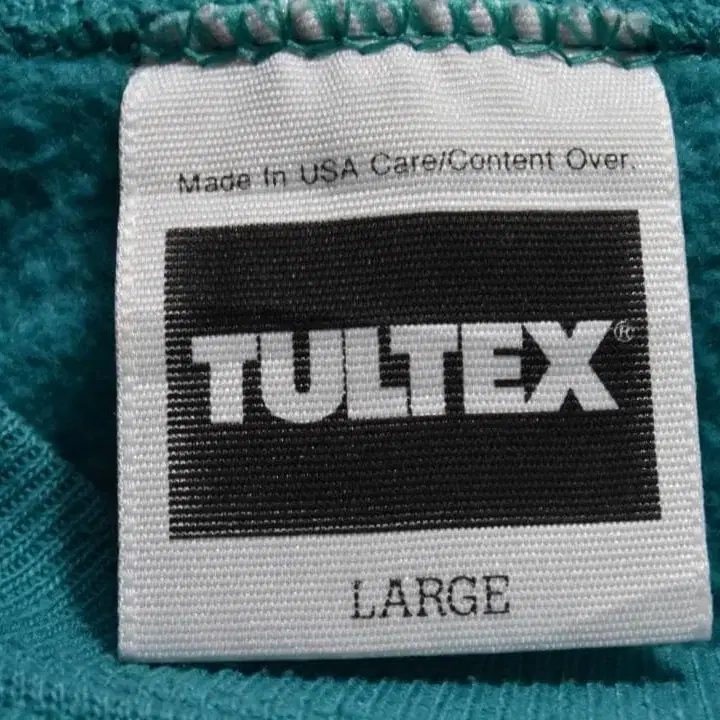 Made In USA Care/Content Over.
TULTEX®
LARGE